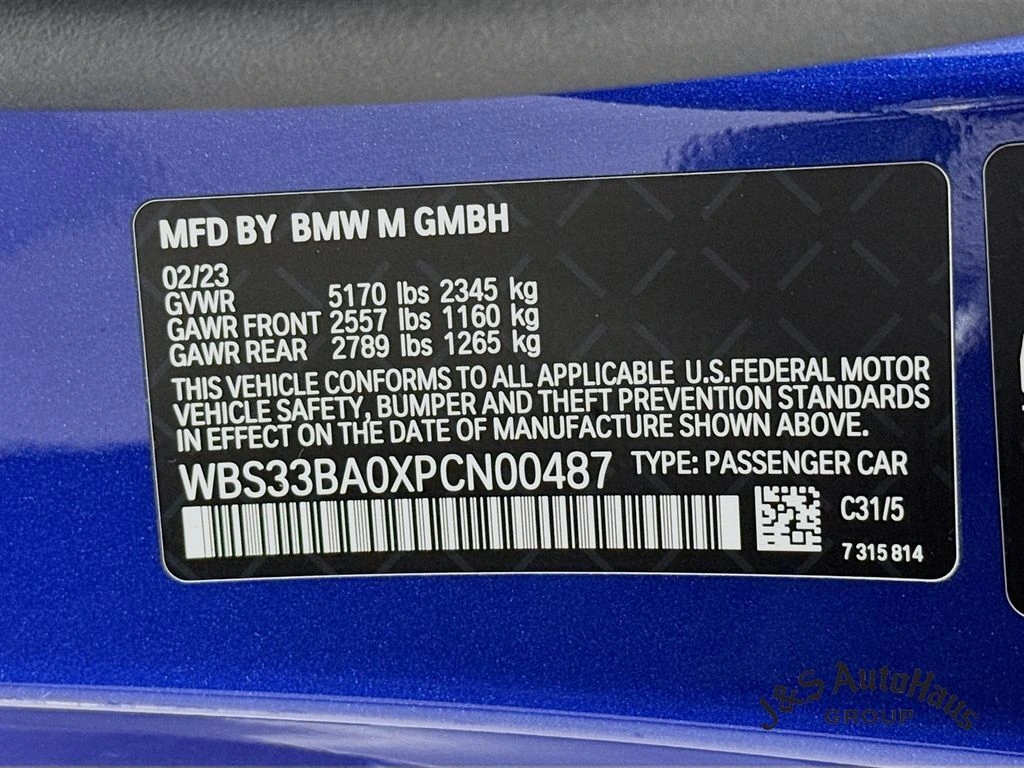 MFD BY BMW M GMBH
02/23
GVWR 5170 lbs 2345 kg
GAWR FRONT 2557 lbs 1160 kg
GAWR REAR 2789 lbs 1265 kg
THIS VEHICLE CONFORMS TO ALL APPLICABLE U.S.FEDERAL MOTOR
VEHICLE SAFETY, BUMPER AND THEFT PREVENTION STANDARDS
IN EFFECT ON THE DATE OF MANUFACTURE SHOWN ABOVE.
WBS33BA0XPCN00487 TYPE: PASSENGER CAR
C31/5
7 315 814
J&S AutoHaus
GROUP